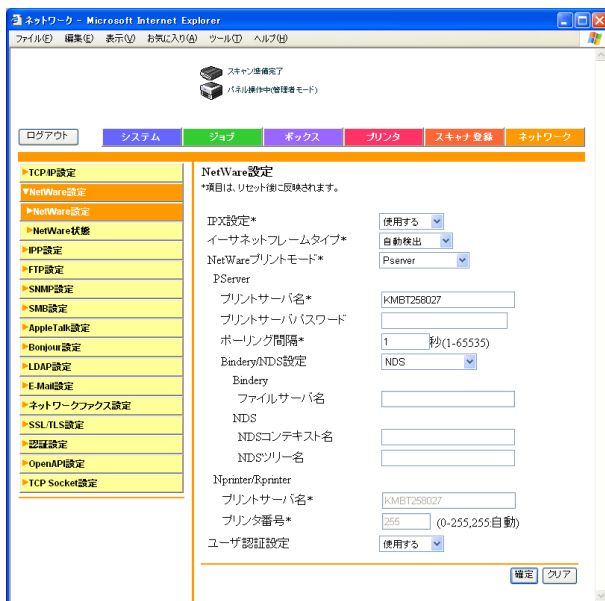 ネットワーク - Microsoft Internet Explorer
ファイル(F) 編集(E) 表示(V) お気に入り(A) ツール(T) ヘルプ(H)
スキャン準備完了
パネル操作中(管理者モード)
ログアウト システム ジョブ ボックス プリンタ スキャナ登録 ネットワーク
TCP/IP設定
NetWare設定
NetWare設定
NetWare状態
IPP設定
FTP設定
SNMP設定
SMB設定
AppleTalk設定
Bonjour設定
LDAP設定
E-Mail設定
ネットワークファクス設定
SSL/TLS設定
認証設定
OpenAPI設定
TCP Socket設定
NetWare設定
*項目は、リセット後に反映されます。
IPX設定* 使用する
イーサネットフレームタイプ* 自動検出
NetWareプリントモード* Pserver
PServer
プリントサーバ名* KMBT258027
プリントサーバパスワード
ポーリング間隔* 1 秒(1-65535)
Bindery/NDS設定 NDS
Bindery
ファイルサーバ名
NDS
NDSコンテキスト名
NDSツリー名
Nprinter/Rprinter
プリントサーバ名* KMBT258027
プリンタ番号* 255 (0-255,255:自動)
ユーザ認証設定 使用する
確定 クリア